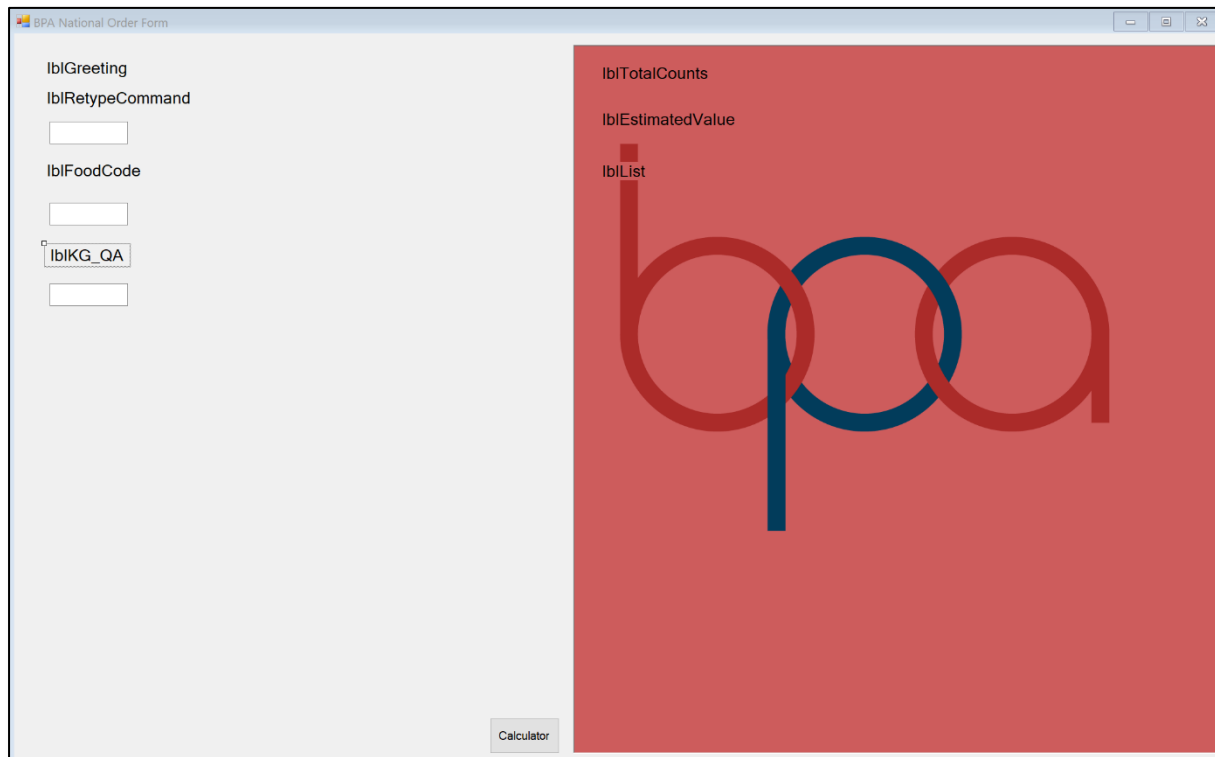 BPA National Order Form
lblGreeting
lblRetypeCommand
lblFoodCode
lblKG_QA
Calculator
lblTotalCounts
lblEstimatedValue
lblList
bpa